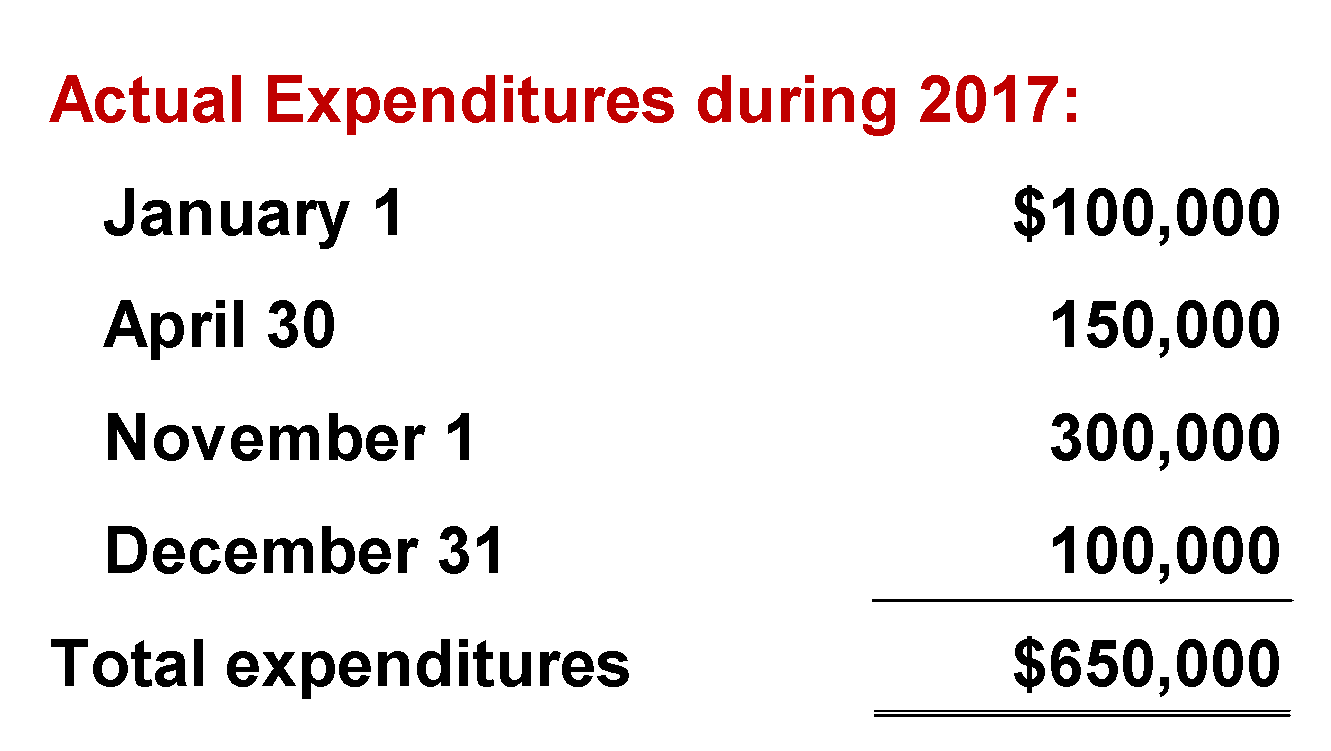 Actual Expenditures during 2017:
January 1 $100,000
April 30 150,000
November 1 300,000
December 31 100,000
Total expenditures $650,000